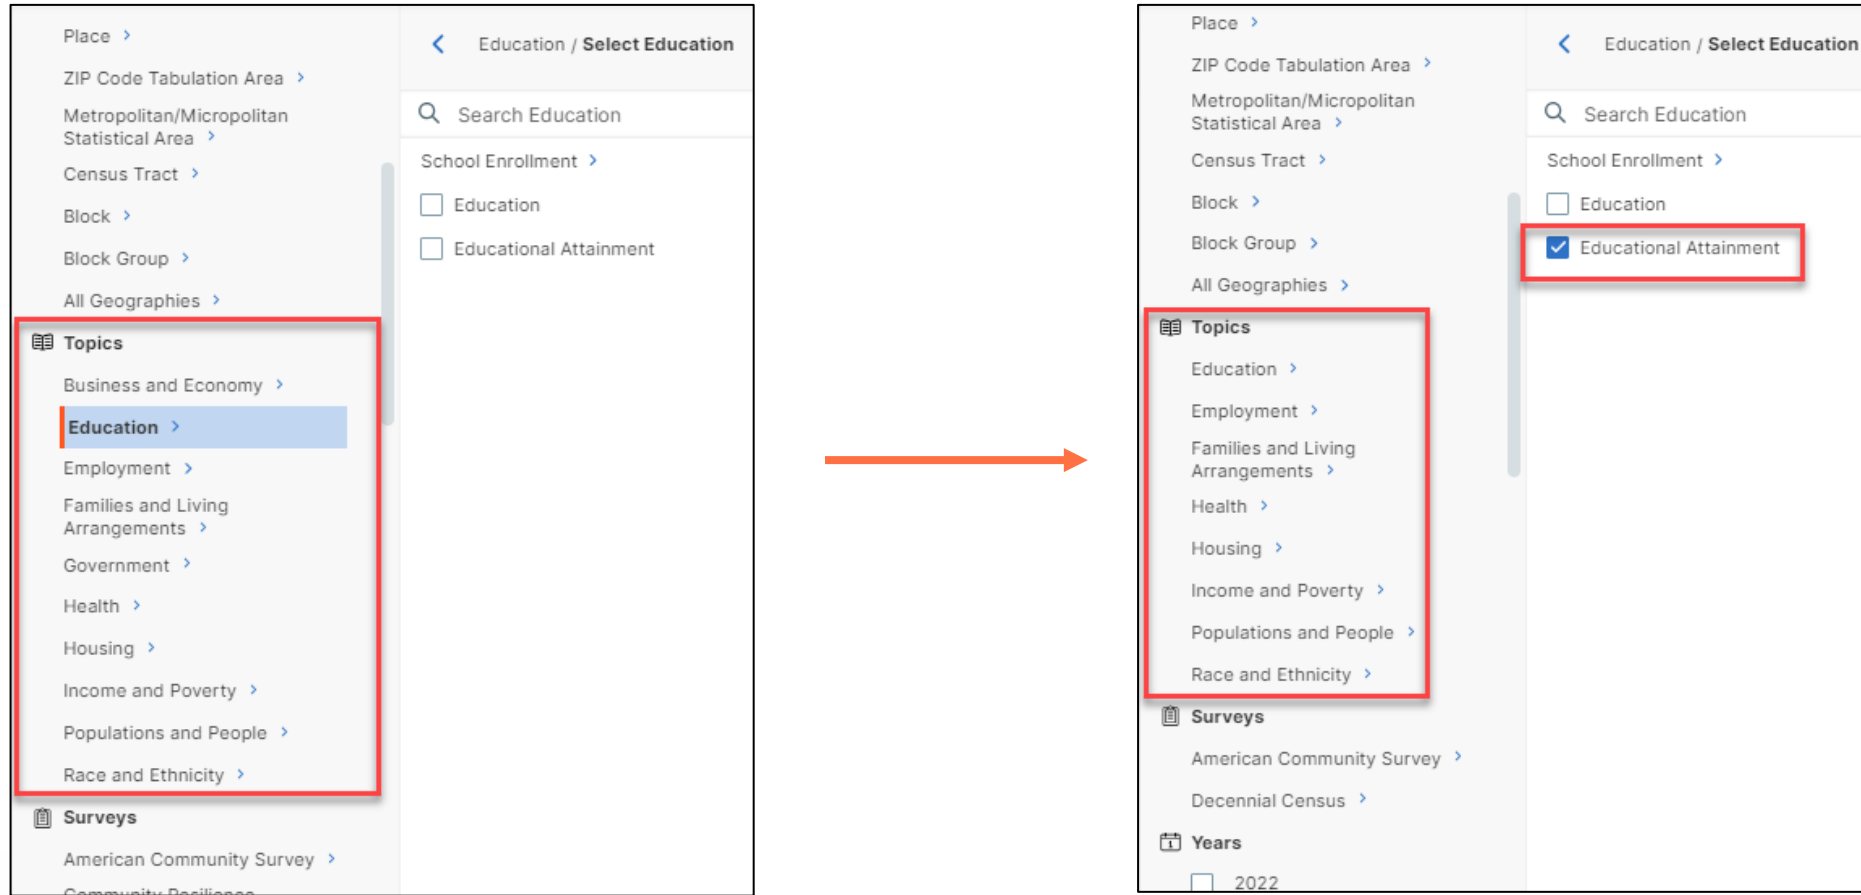 Place
ZIP Code Tabulation Area
Metropolitan/Micropolitan
Statistical Area
Census Tract
Block
Block Group
All Geographies
Topics
Business and Economy
Education
Employment
Families and Living
Arrangements
Government
Health
Housing
Income and Poverty
Populations and People
Race and Ethnicity
Surveys
American Community Survey
Community Resilience
Education / Select Education
Search Education
School Enrollment
Education
Educational Attainment
Place
ZIP Code Tabulation Area
Metropolitan/Micropolitan
Statistical Area
Census Tract
Block
Block Group
All Geographies
Topics
Education
Employment
Families and Living
Arrangements
Health
Housing
Income and Poverty
Populations and People
Race and Ethnicity
Surveys
American Community Survey
Decennial Census
Years
2022
Education / Select Education
Search Education
School Enrollment
Education
Educational Attainment